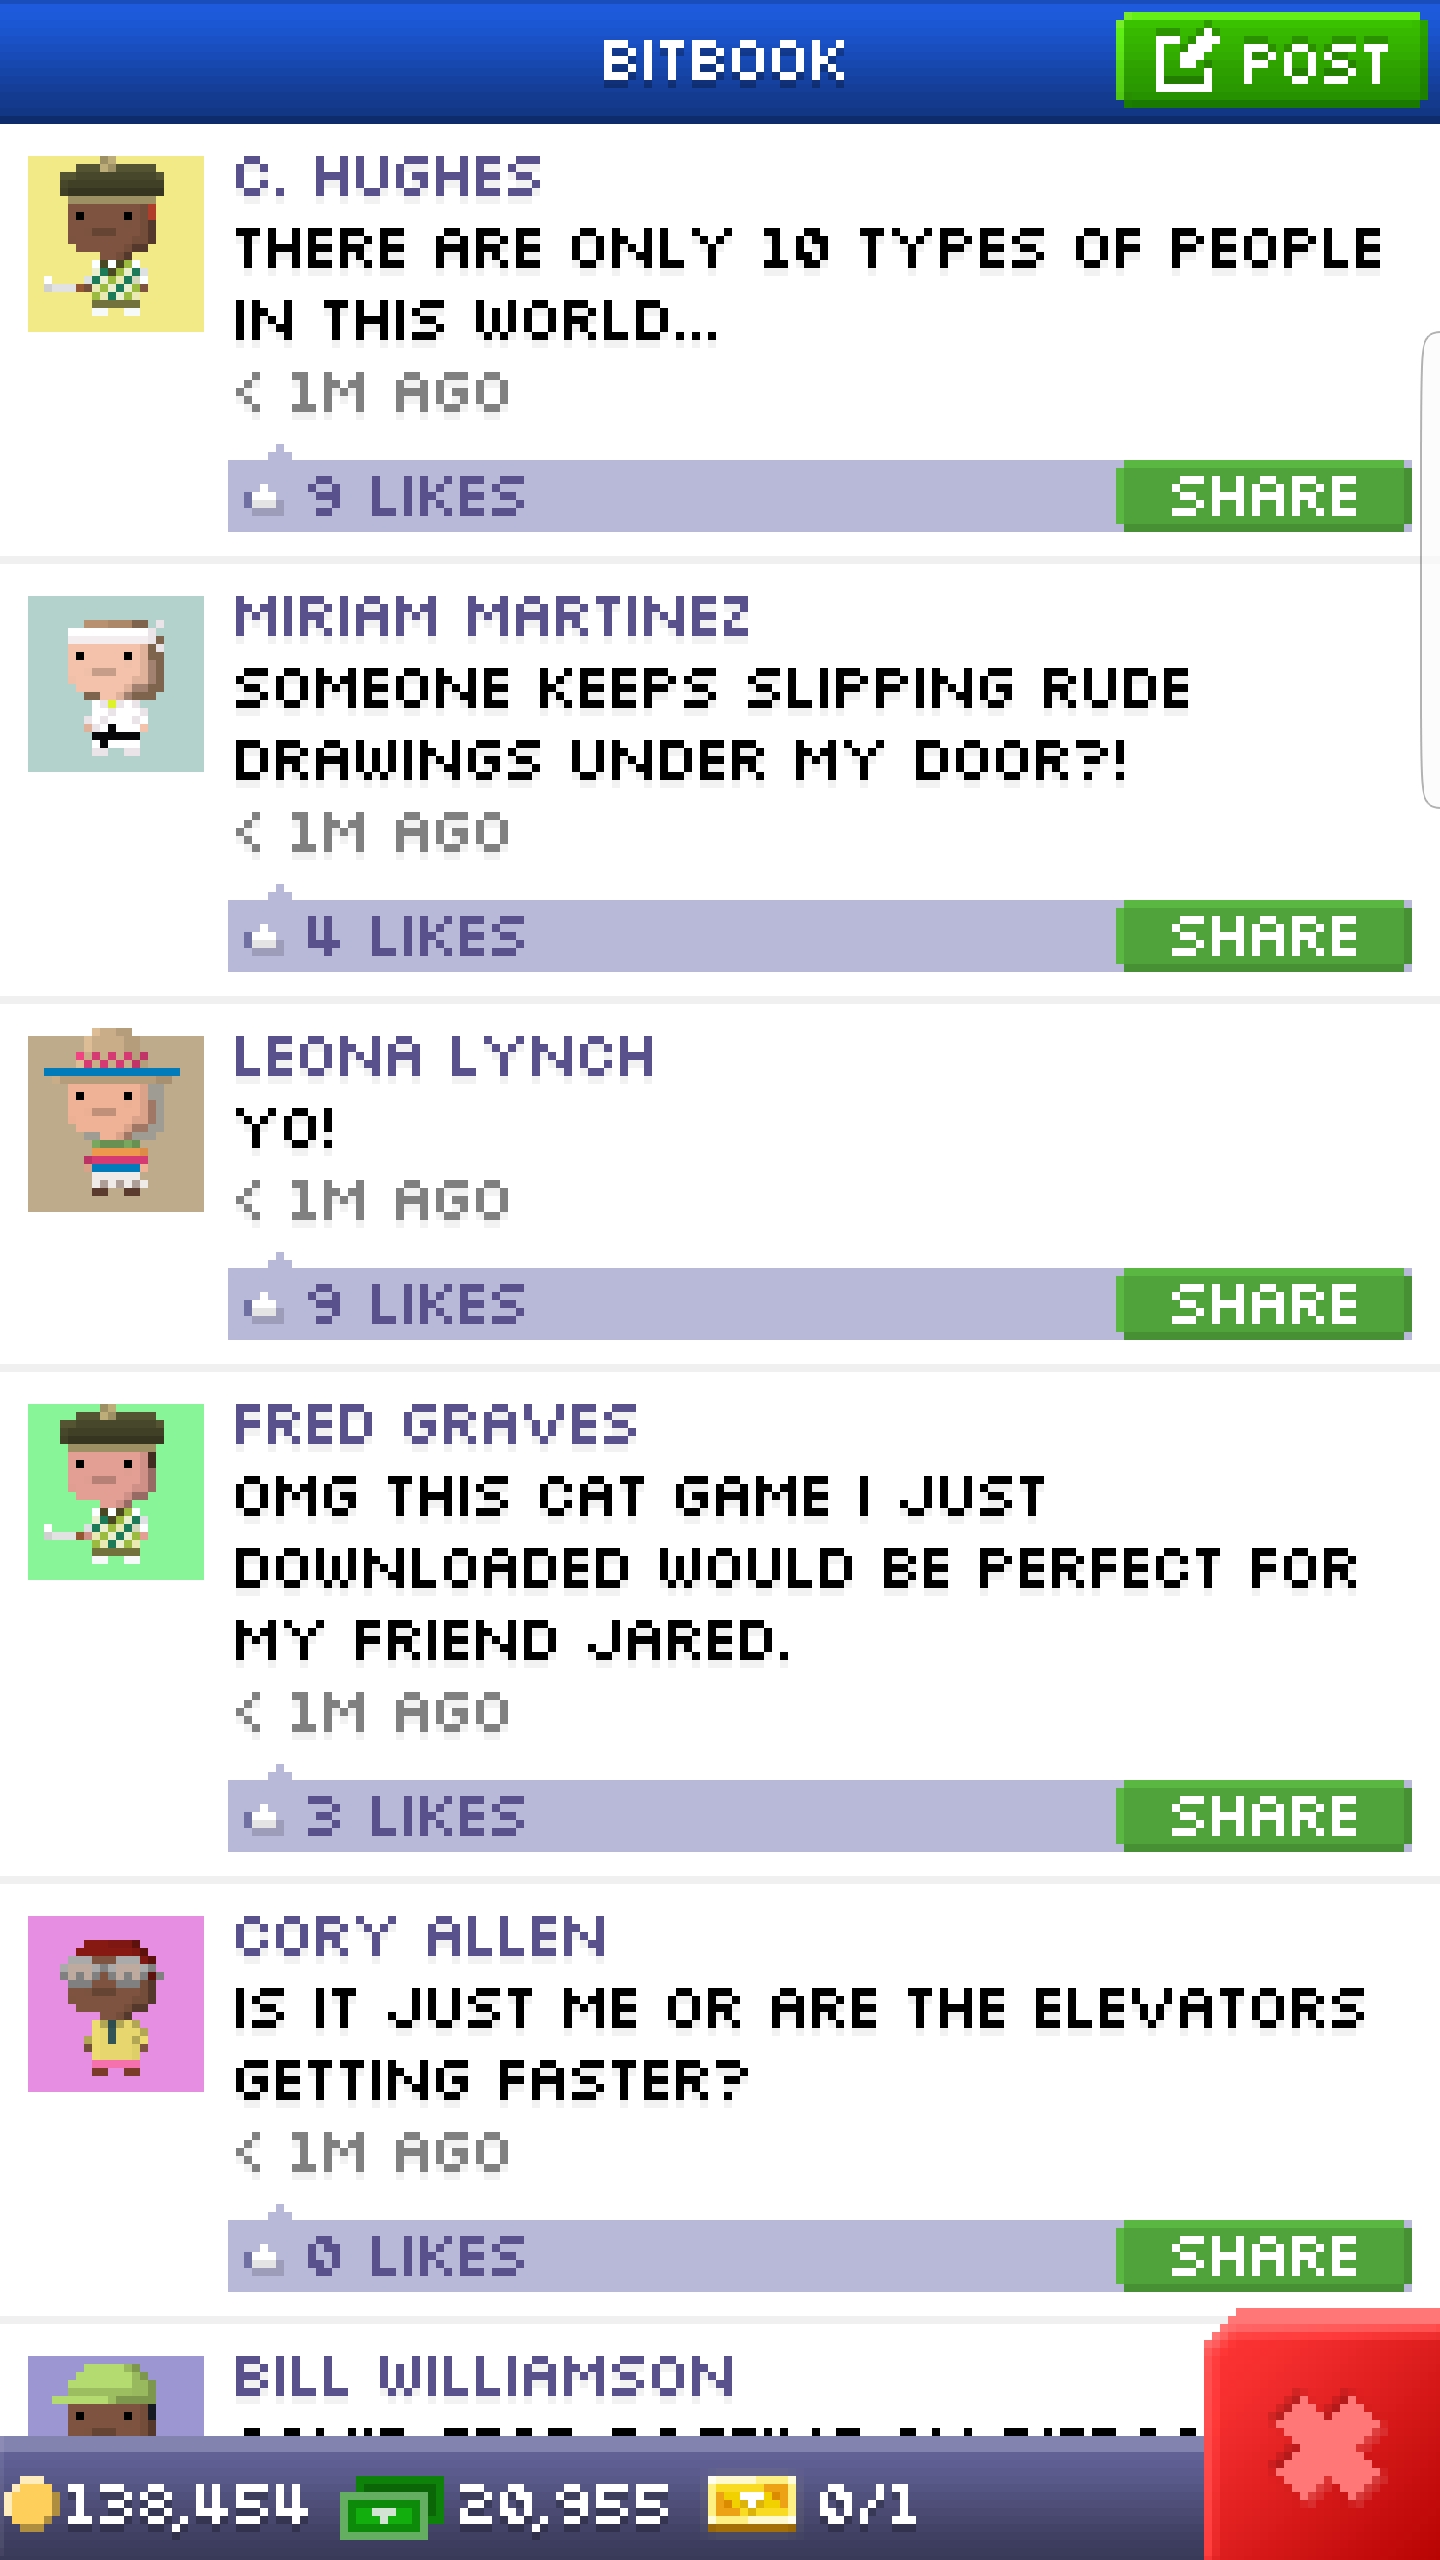 BITBOOK
POST
C. HUGHES
THERE ARE ONLY 10 TYPES OF PEOPLE
IN THIS WORLD...
< 1M AGO
9 LIKES
SHARE
MIRIAM MARTINEZ
SOMEONE KEEPS SLIPPING RUDE
DRAWINGS UNDER MY DOOR?!
< 1M AGO
4 LIKES
SHARE
LEONA LYNCH
YO!
< 1M AGO
9 LIKES
SHARE
FRED GRAVES
OMG THIS CAT GAME I JUST
DOWNLOADED WOULD BE PERFECT FOR
MY FRIEND JARED.
< 1M AGO
3 LIKES
SHARE
CORY ALLEN
IS IT JUST ME OR ARE THE ELEVATORS
GETTING FASTER?
< 1M AGO
0 LIKES
SHARE
BILL WILLIAMSON
138,454
20,955
0/1